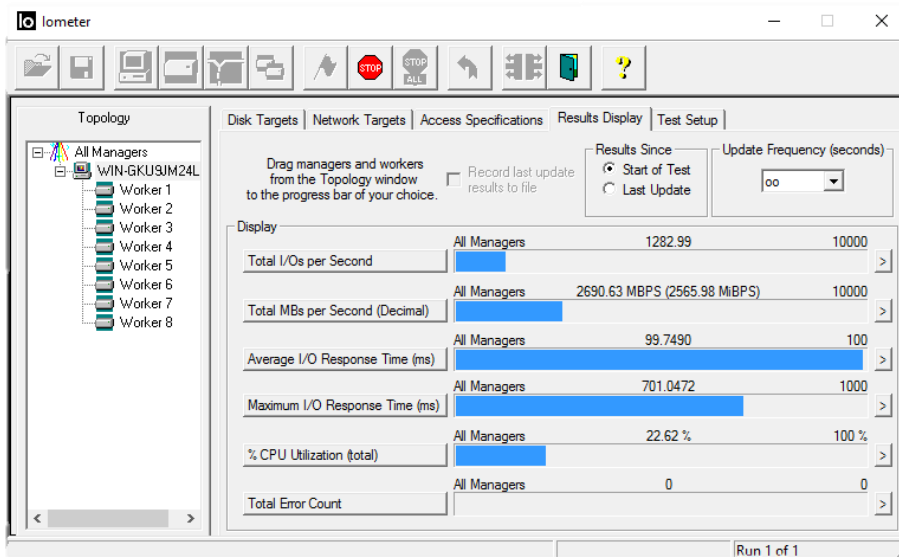 Io Iometer
STOP STOP ALL ?
Topology
All Managers
WIN-GKU9JM24L
Worker 1
Worker 2
Worker 3
Worker 4
Worker 5
Worker 6
Worker 7
Worker 8
Disk Targets Network Targets Access Specifications Results Display Test Setup
Drag managers and workers
from the Topology window
to the progress bar of your choice.
Record last update
results to file
Results Since
Start of Test
Last Update
Update Frequency (seconds)
oo
Display
All Managers 1282.99 10000
Total I/Os per Second >
All Managers 2690.63 MBPS (2565.98 MiBPS) 10000
Total MBs per Second (Decimal) >
All Managers 99.7490 100
Average I/O Response Time (ms) >
All Managers 701.0472 1000
Maximum I/O Response Time (ms) >
All Managers 22.62 % 100 %
% CPU Utilization (total) >
All Managers 0 0
Total Error Count >
Run 1 of 1